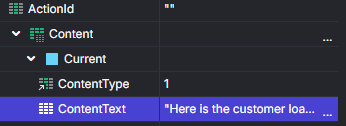 ActionId ""
Content ...
Current
ContentType 1
ContentText "Here is the customer loa... ...